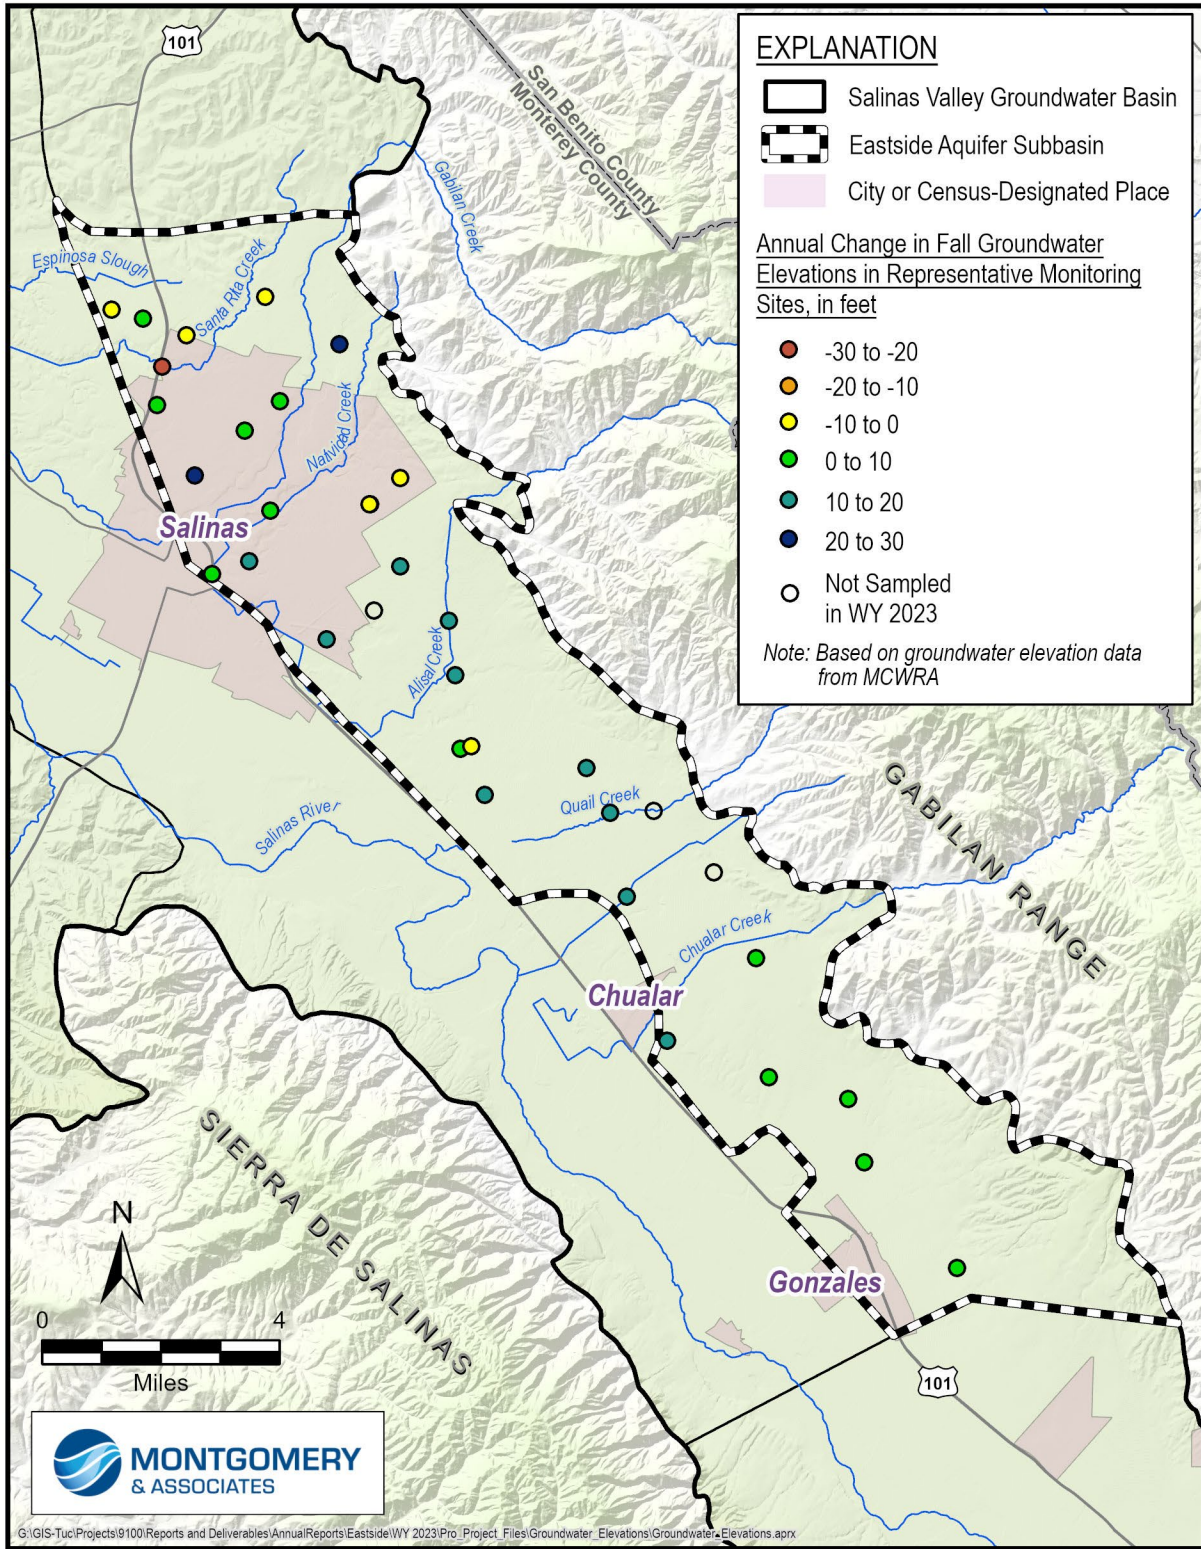 101
San Benito County
Monterey County
Gabilan Creek
Espinosa Slough
Santa Rita Creek
Natividad Creek
Salinas
Alisal Creek
Salinas River
Quail Creek
Chualar Creek
Chualar
Gonzales
GABILAN RANGE
SIERRA DE SALINAS
101
EXPLANATION
Salinas Valley Groundwater Basin
Eastside Aquifer Subbasin
City or Census-Designated Place
Annual Change in Fall Groundwater
Elevations in Representative Monitoring
Sites, in feet
-30 to -20
-20 to -10
-10 to 0
0 to 10
10 to 20
20 to 30
Not Sampled
in WY 2023
Note: Based on groundwater elevation data
from MCWRA
N
0 4
Miles
MONTGOMERY
& ASSOCIATES
G:\GIS-Tuc\Projects\9100\Reports and Deliverables\AnnualReports\Eastside\WY 2023\Pro_Project_Files\Groundwater_Elevations\Groundwater_Elevations.aprx